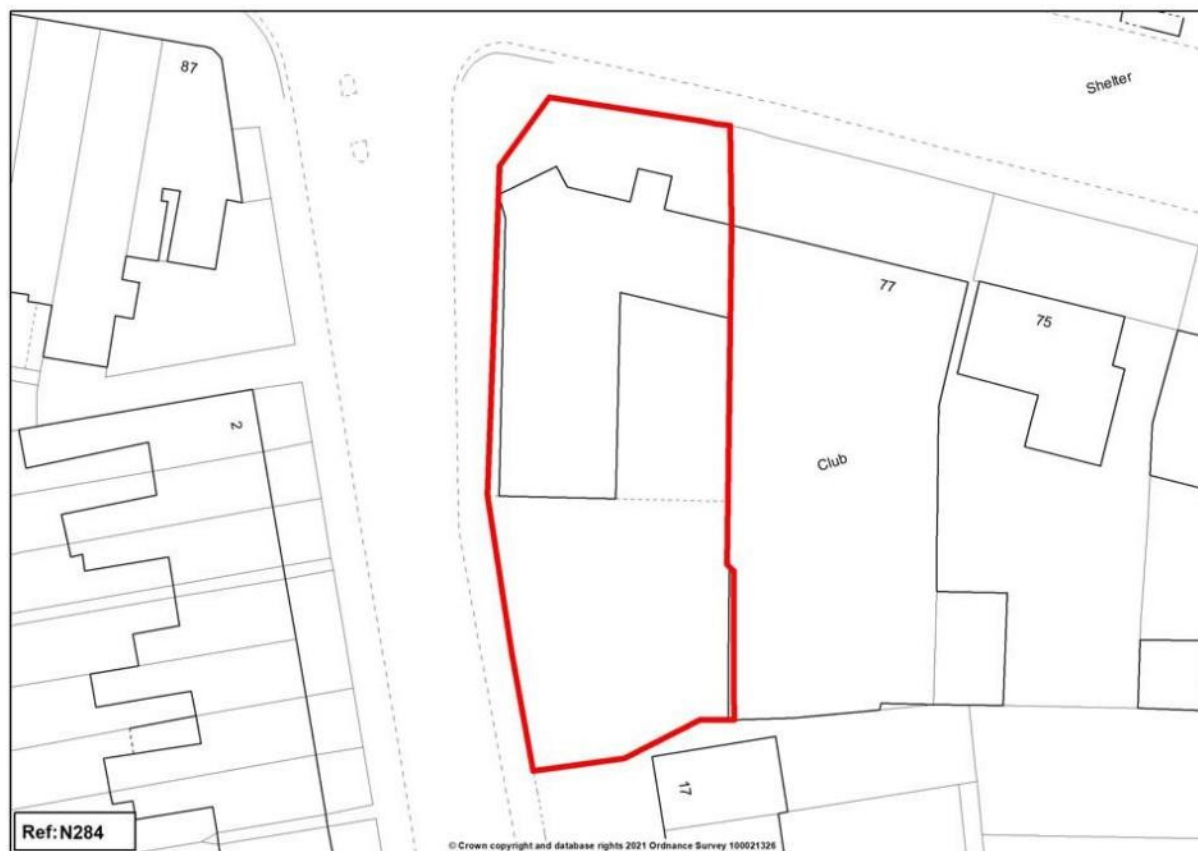 87
Shelter
77
75
2
Club
17
Ref:N284
© Crown copyright and database rights 2021 Ordnance Survey 100021326